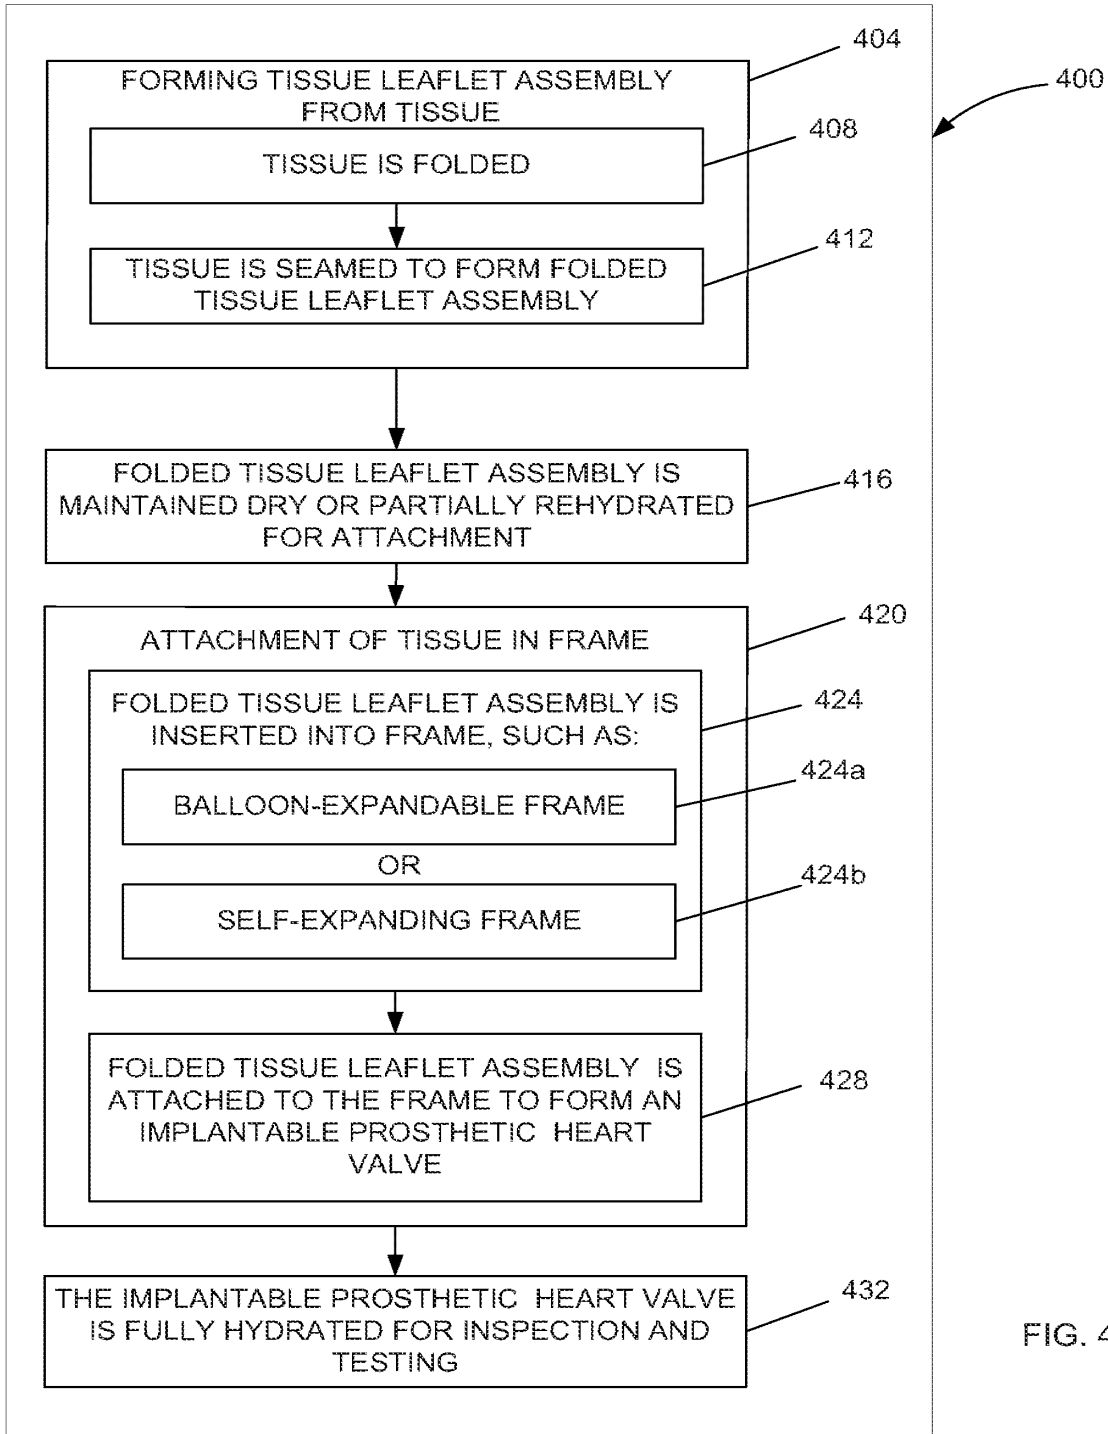 404
400
FORMING TISSUE LEAFLET ASSEMBLY
FROM TISSUE
408
TISSUE IS FOLDED
412
TISSUE IS SEAMED TO FORM FOLDED
TISSUE LEAFLET ASSEMBLY
FOLDED TISSUE LEAFLET ASSEMBLY IS
MAINTAINED DRY OR PARTIALLY REHYDRATED
FOR ATTACHMENT
416
420
ATTACHMENT OF TISSUE IN FRAME
FOLDED TISSUE LEAFLET ASSEMBLY IS
INSERTED INTO FRAME, SUCH AS:
424
424a
BALLOON-EXPANDABLE FRAME
OR
424b
SELF-EXPANDING FRAME
FOLDED TISSUE LEAFLET ASSEMBLY IS
ATTACHED TO THE FRAME TO FORM AN
IMPLANTABLE PROSTHETIC HEART
VALVE
428
THE IMPLANTABLE PROSTHETIC HEART VALVE
IS FULLY HYDRATED FOR INSPECTION AND
TESTING
432
FIG. 4